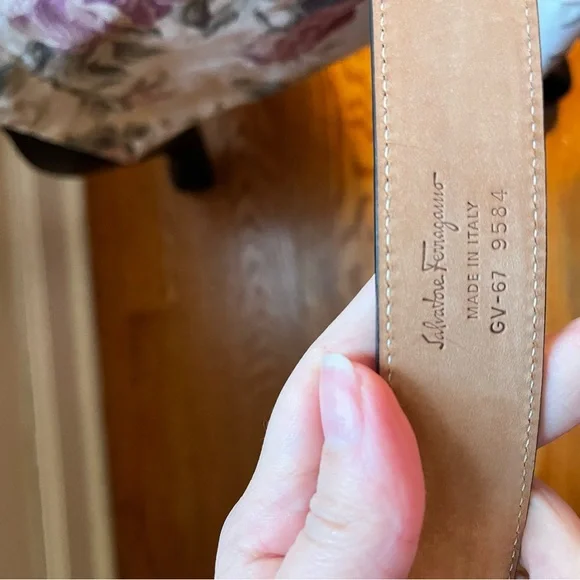 Salvatore Ferragamo
MADE IN ITALY
GV-67 9584